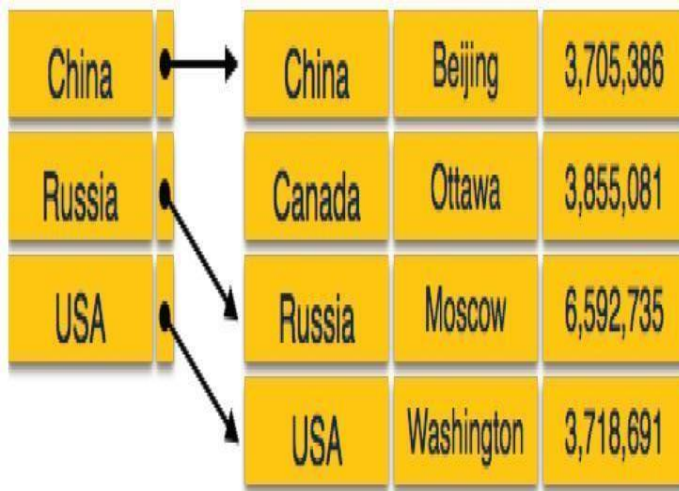 China China Beijing 3,705,386
Russia Canada Ottawa 3,855,081
USA Russia Moscow 6,592,735
USA Washington 3,718,691